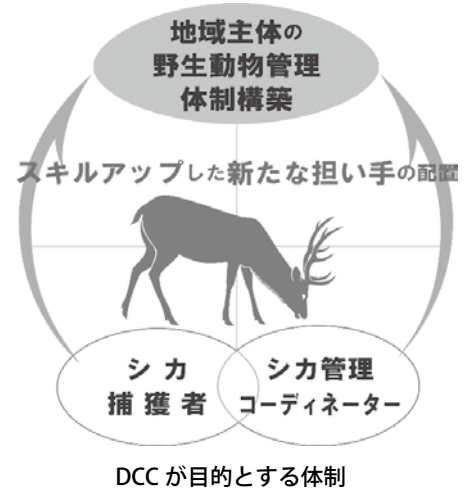 地域主体の
野生動物管理
体制構築
スキルアップした新たな担い手の配置
シカ
捕獲者
シカ管理
コーディネーター
DCC が目的とする体制